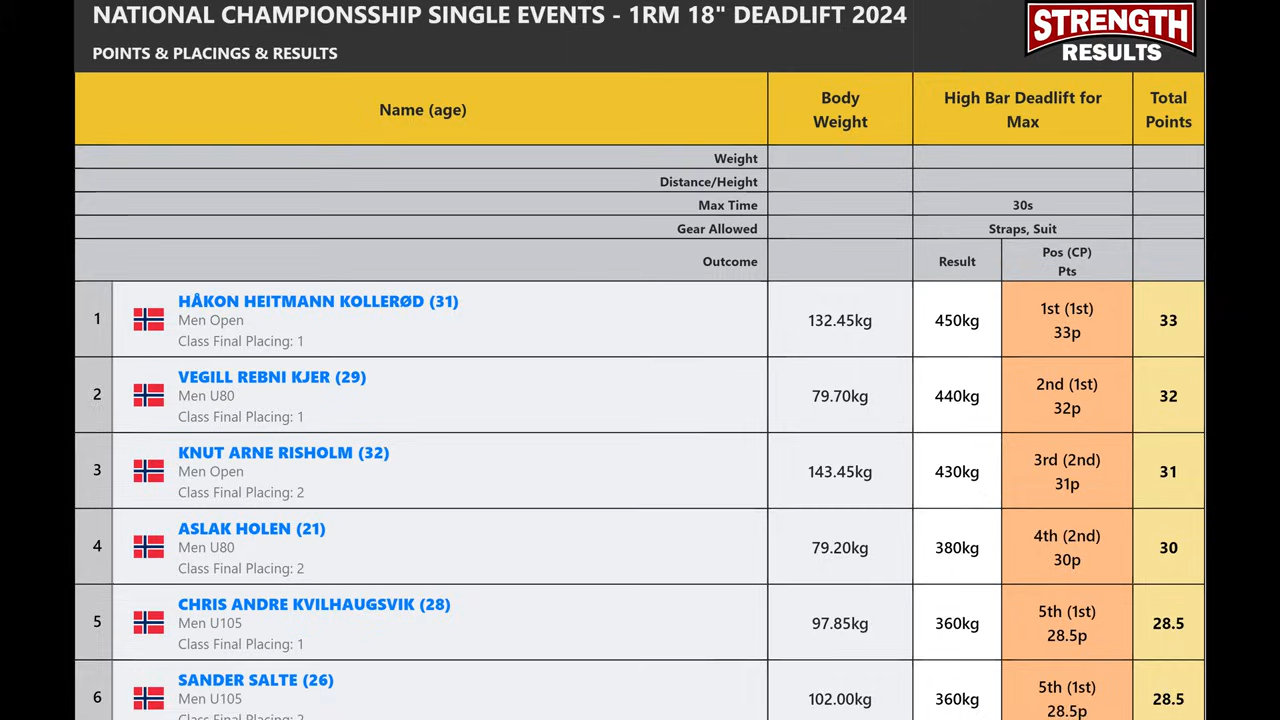 NATIONAL CHAMPIONSSHIP SINGLE EVENTS - 1RM 18" DEADLIFT 2024
POINTS & PLACINGS & RESULTS
STRENGTH
RESULTS
Name (age)
Body
Weight
High Bar Deadlift for
Max
Total
Points
Weight
Distance/Height
Max Time
30s
Gear Allowed
Straps, Suit
Outcome
Result
Pos (CP)
Pts
1
HÅKON HEITMANN KOLLERØD (31)
Men Open
Class Final Placing: 1
132.45kg
450kg
1st (1st)
33p
33
2
VEGILL REBNI KJER (29)
Men U80
Class Final Placing: 1
79.70kg
440kg
2nd (1st)
32p
32
3
KNUT ARNE RISHOLM (32)
Men Open
Class Final Placing: 2
143.45kg
430kg
3rd (2nd)
31p
31
4
ASLAK HOLEN (21)
Men U80
Class Final Placing: 2
79.20kg
380kg
4th (2nd)
30p
30
5
CHRIS ANDRE KVILHAUGSVIK (28)
Men U105
Class Final Placing: 1
97.85kg
360kg
5th (1st)
28.5p
28.5
6
SANDER SALTE (26)
Men U105
Class Final Placing: 2
102.00kg
360kg
5th (1st)
28.5p
28.5